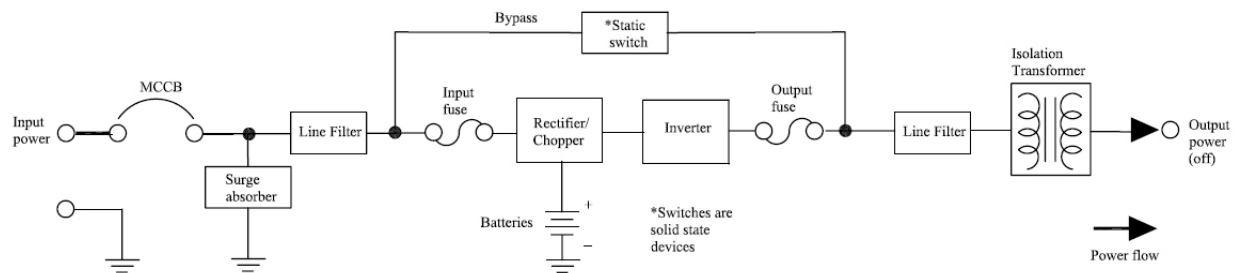 Bypass
*Static
switch
Isolation
Transformer
MCCB
Input
fuse
Output
fuse
Input
power
Line Filter
Rectifier/
Chopper
Inverter
Line Filter
Output
power
(off)
Surge
absorber
Batteries
+
−
*Switches are
solid state
devices
Power flow